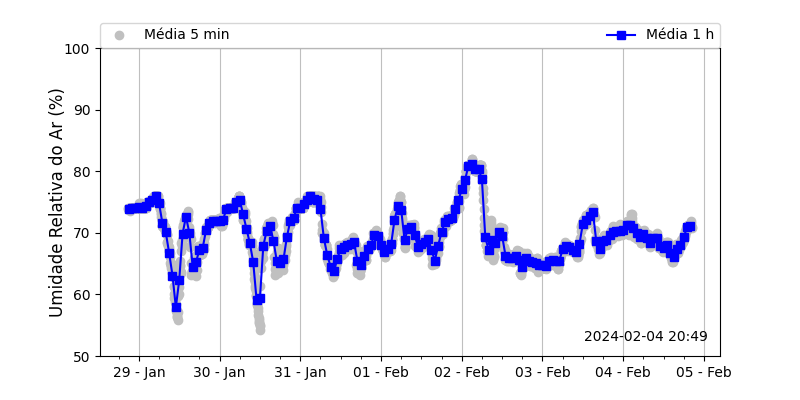 Média 5 min
Média 1 h
Umidade Relativa do Ar (%)
100
90
80
70
60
50
2024-02-04 20:49
29 - Jan
30 - Jan
31 - Jan
01 - Feb
02 - Feb
03 - Feb
04 - Feb
05 - Feb